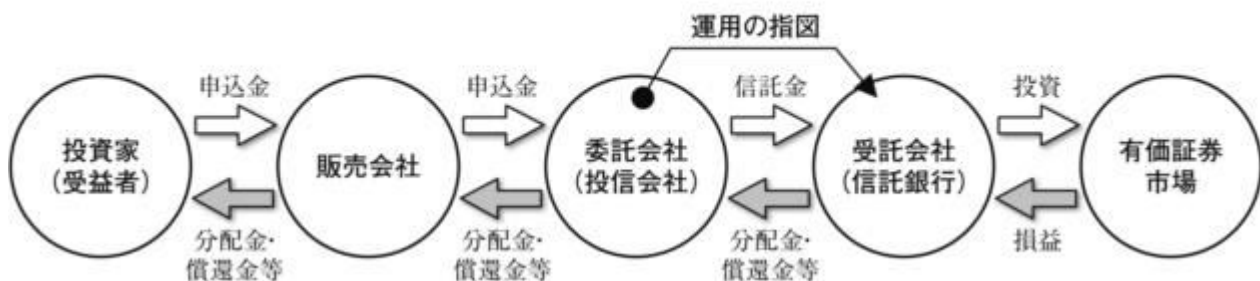 運用の指図
申込金
申込金
信託金
投資
投資家
(受益者)
販売会社
委託会社
(投信会社)
受託会社
(信託銀行)
有価証券
市場
分配金・
償還金等
分配金・
償還金等
分配金・
償還金等
損益